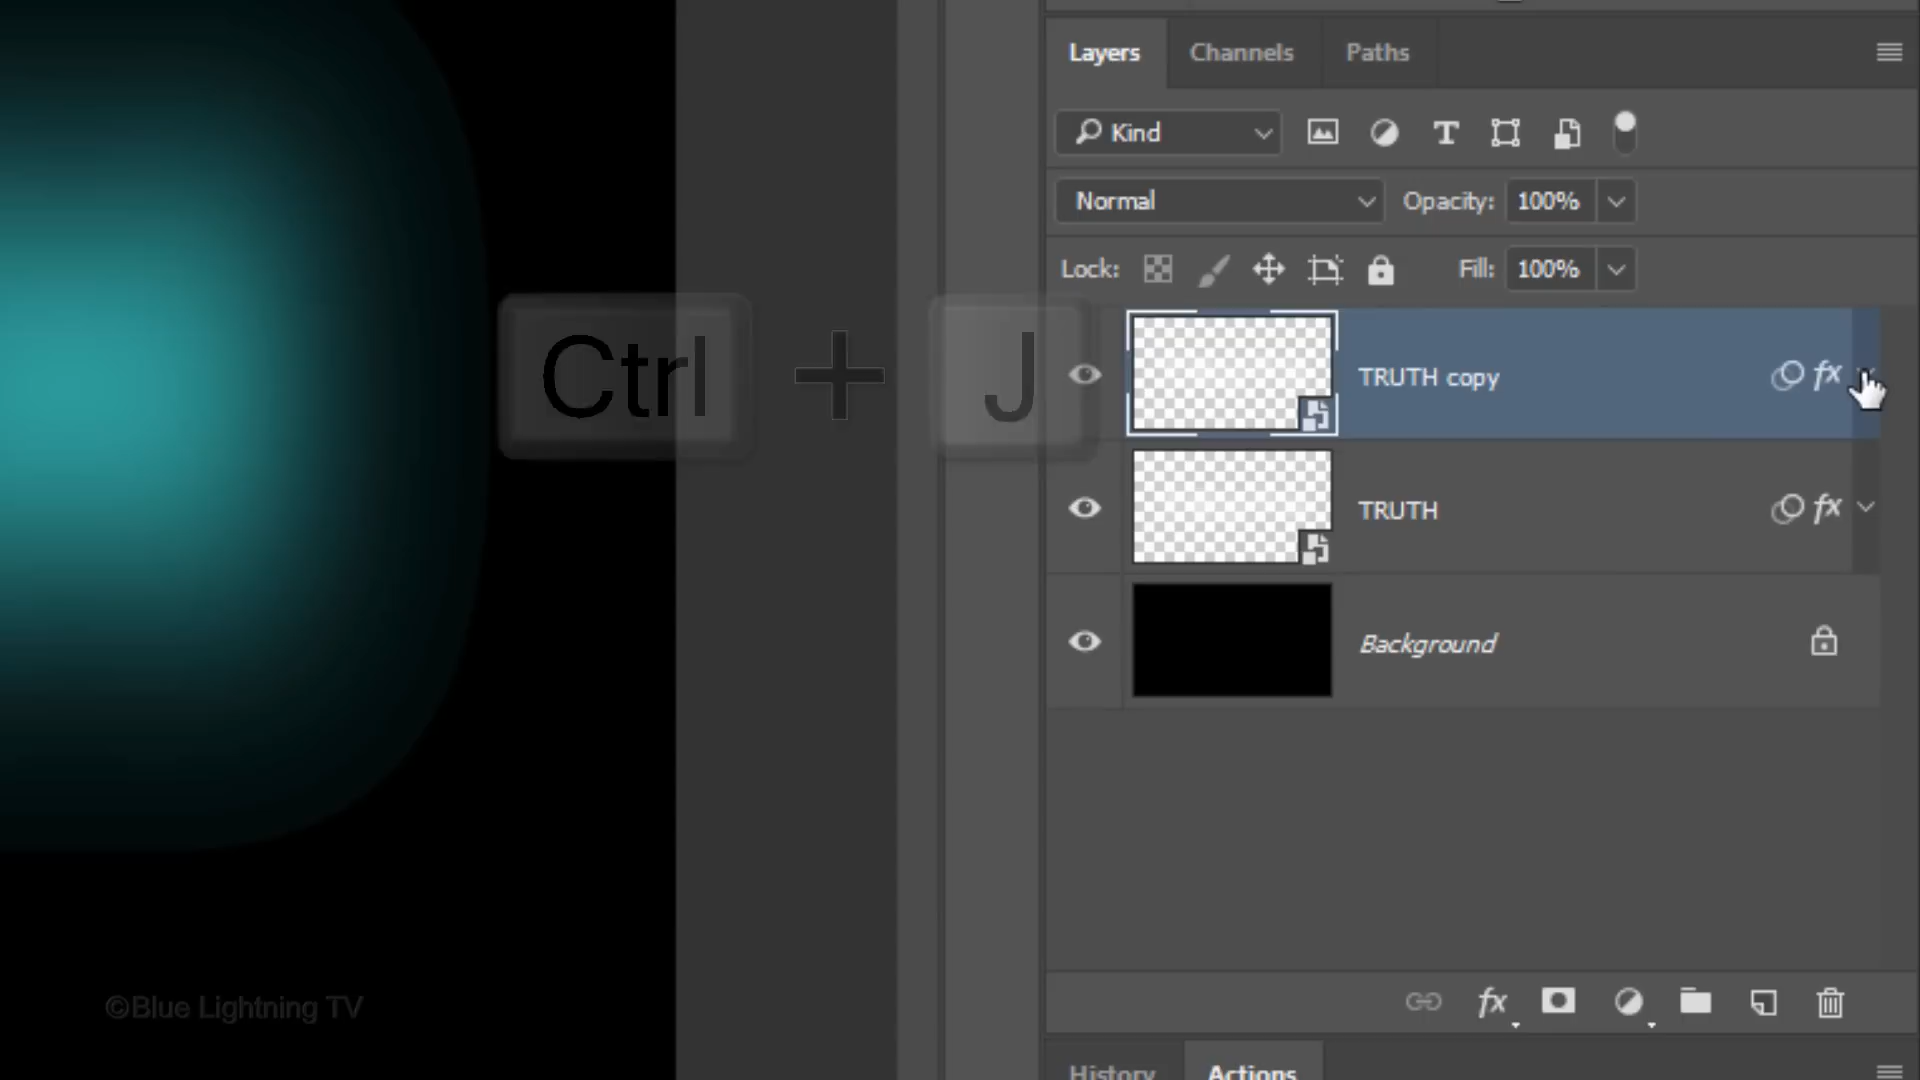 Layers Channels Paths
Kind
Normal Opacity: 100%
Lock: Fill: 100%
Ctrl + J
TRUTH copy fx
TRUTH fx
Background
fx
©Blue Lightning TV
History Actions